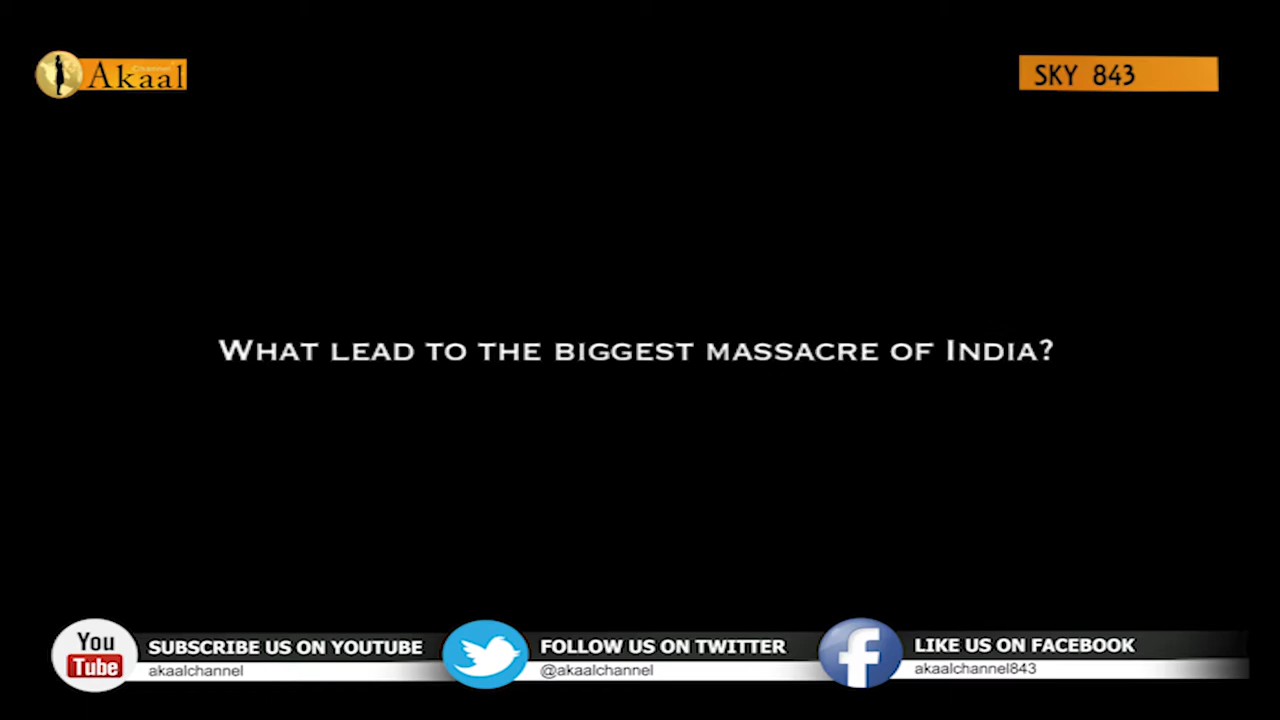 Channel
Akaal
SKY 843
WHAT LEAD TO THE BIGGEST MASSACRE OF INDIA?
You
Tube
SUBSCRIBE US ON YOUTUBE
akaalchannel
FOLLOW US ON TWITTER
@akaalchannel
f
LIKE US ON FACEBOOK
akaalchannel843